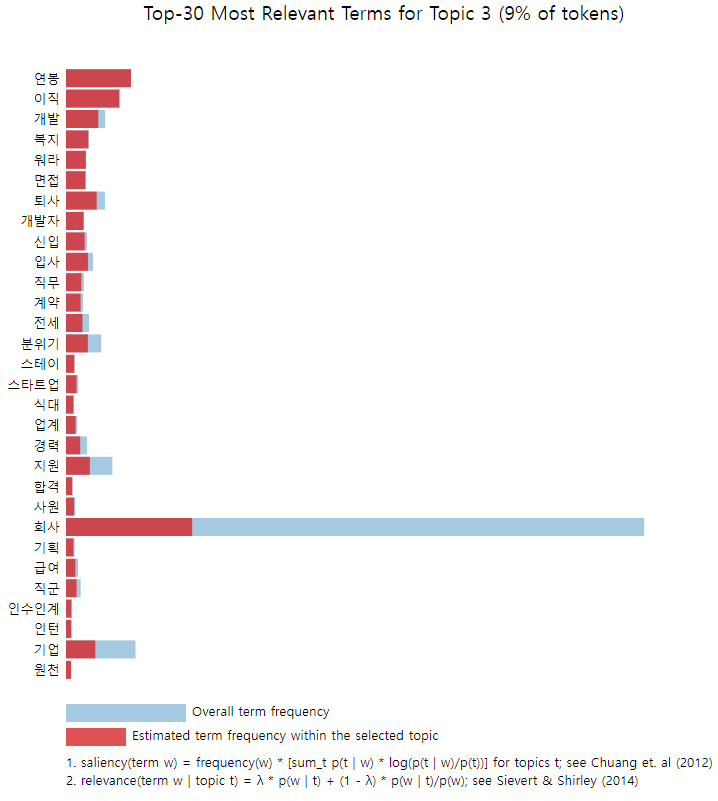 Top-30 Most Relevant Terms for Topic 3 (9% of tokens)
연봉
이직
개발
복지
워라
면접
퇴사
개발자
신입
입사
직무
계약
전세
분위기
스테이
스타트업
식대
업계
경력
지원
합격
사원
회사
기획
급여
직군
인수인계
인턴
기업
원천
Overall term frequency
Estimated term frequency within the selected topic
1. saliency(term w) = frequency(w) * [sum_t p(t | w) * log(p(t | w)/p(t))] for topics t; see Chuang et. al (2012)
2. relevance(term w | topic t) = λ * p(w | t) + (1 - λ) * p(w | t)/p(w); see Sievert & Shirley (2014)